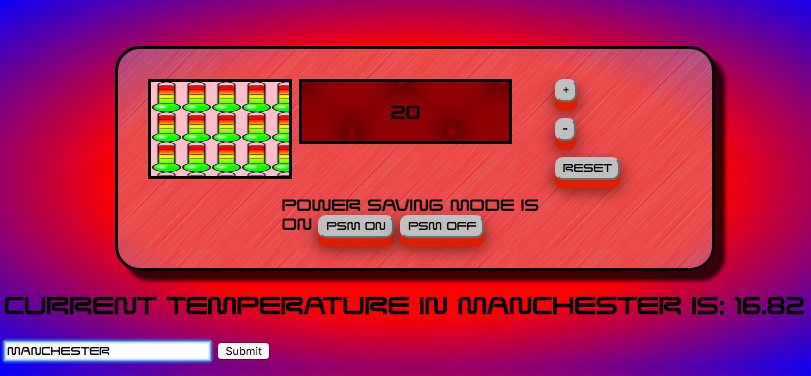 20
+
-
RESET
POWER SAVING MODE IS
ON PSM ON PSM OFF
CURRENT TEMPERATURE IN MANCHESTER IS: 16.82
MANCHESTER Submit